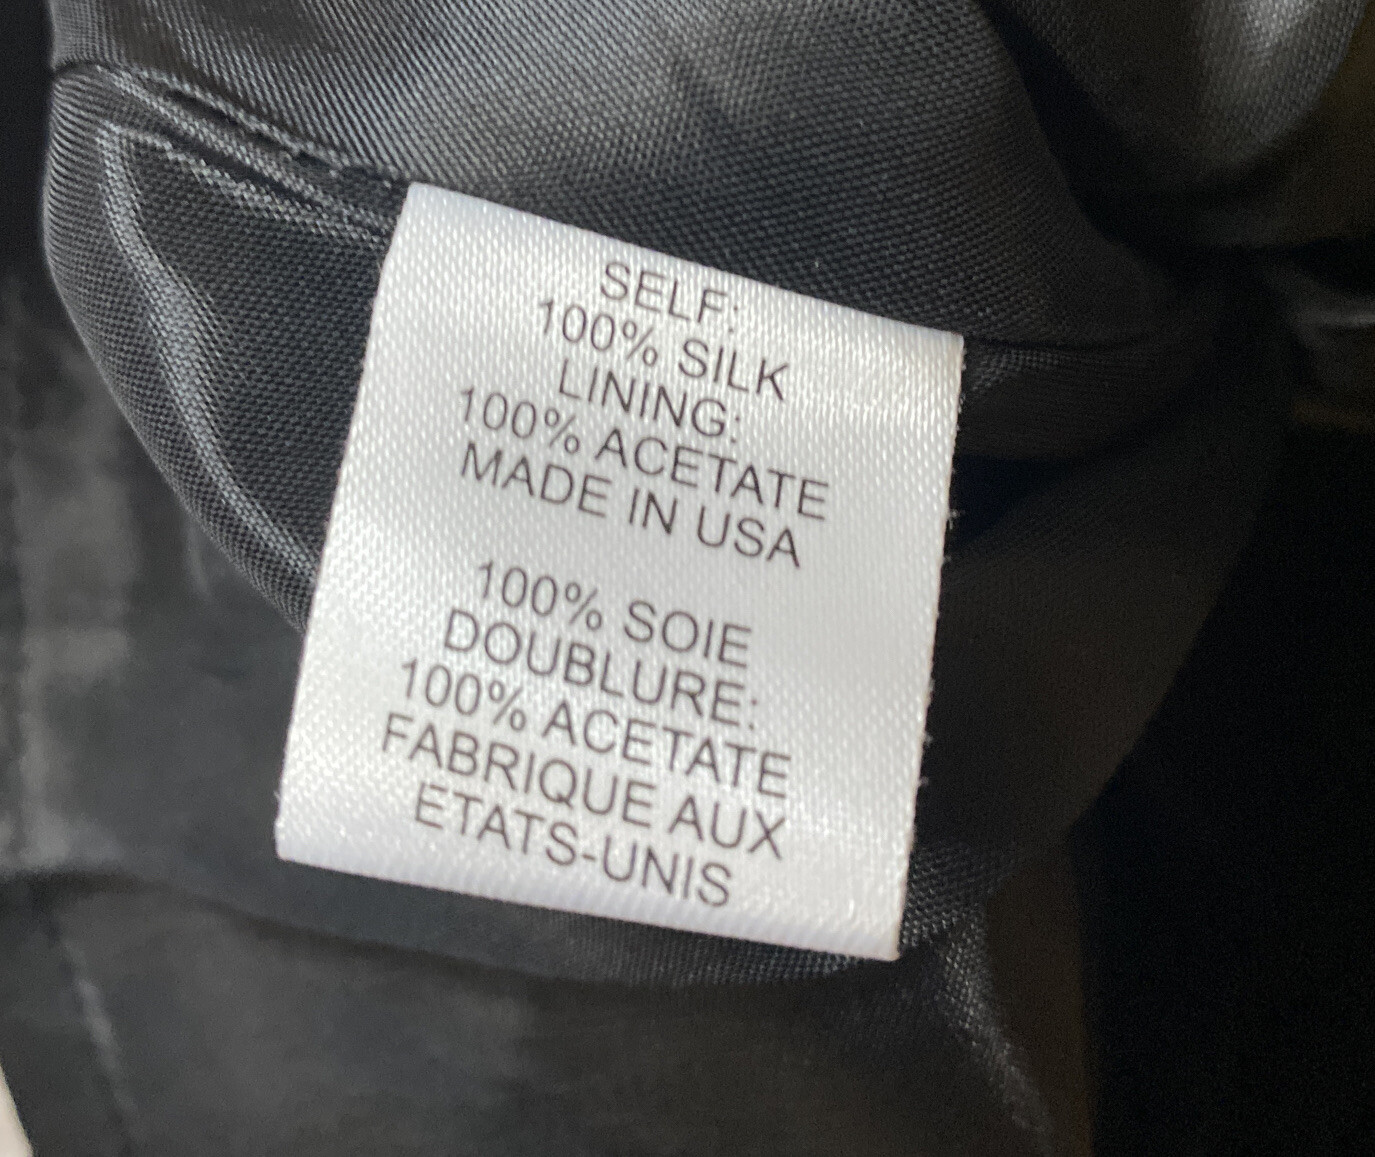 SELF:
100% SILK
LINING:
100% ACETATE
MADE IN USA
100% SOIE
DOUBLURE:
100% ACETATE
FABRIQUE AUX
ETATS-UNIS